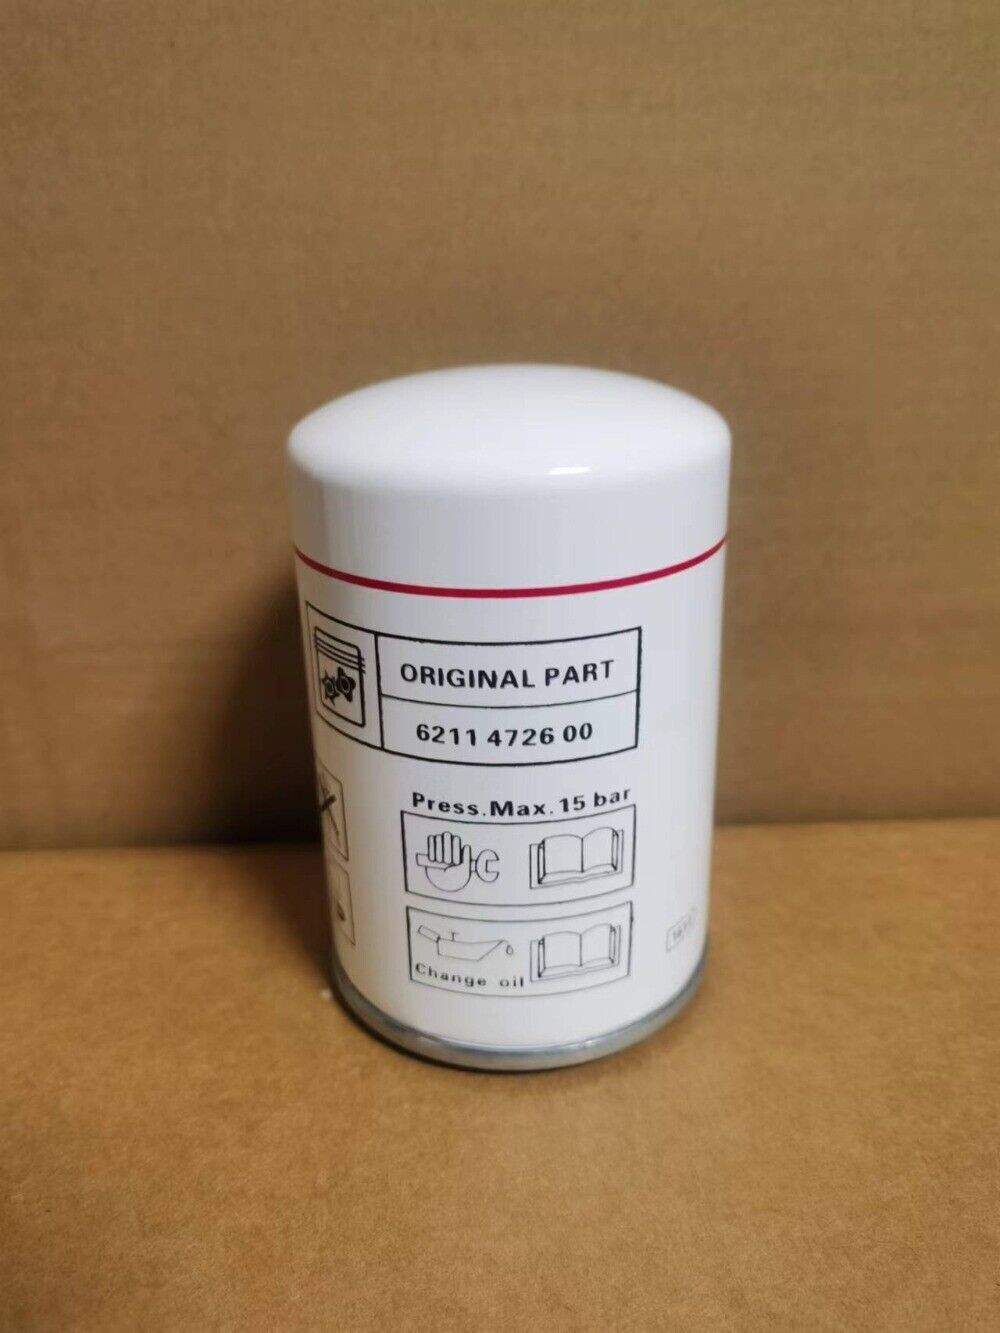 ORIGINAL PART
6211 4726 00
Press.Max.15 bar
Change oil